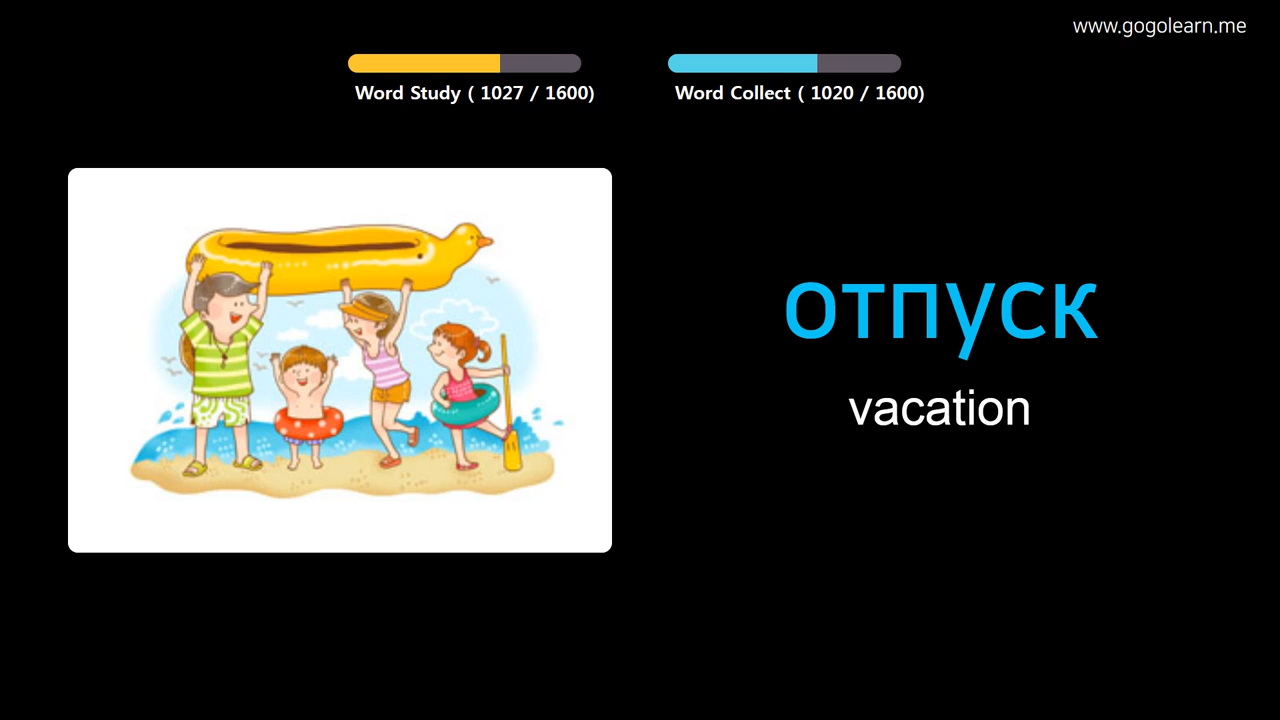 www.gogolearn.me
Word Study ( 1027 / 1600)
Word Collect ( 1020 / 1600)
отпуск
vacation